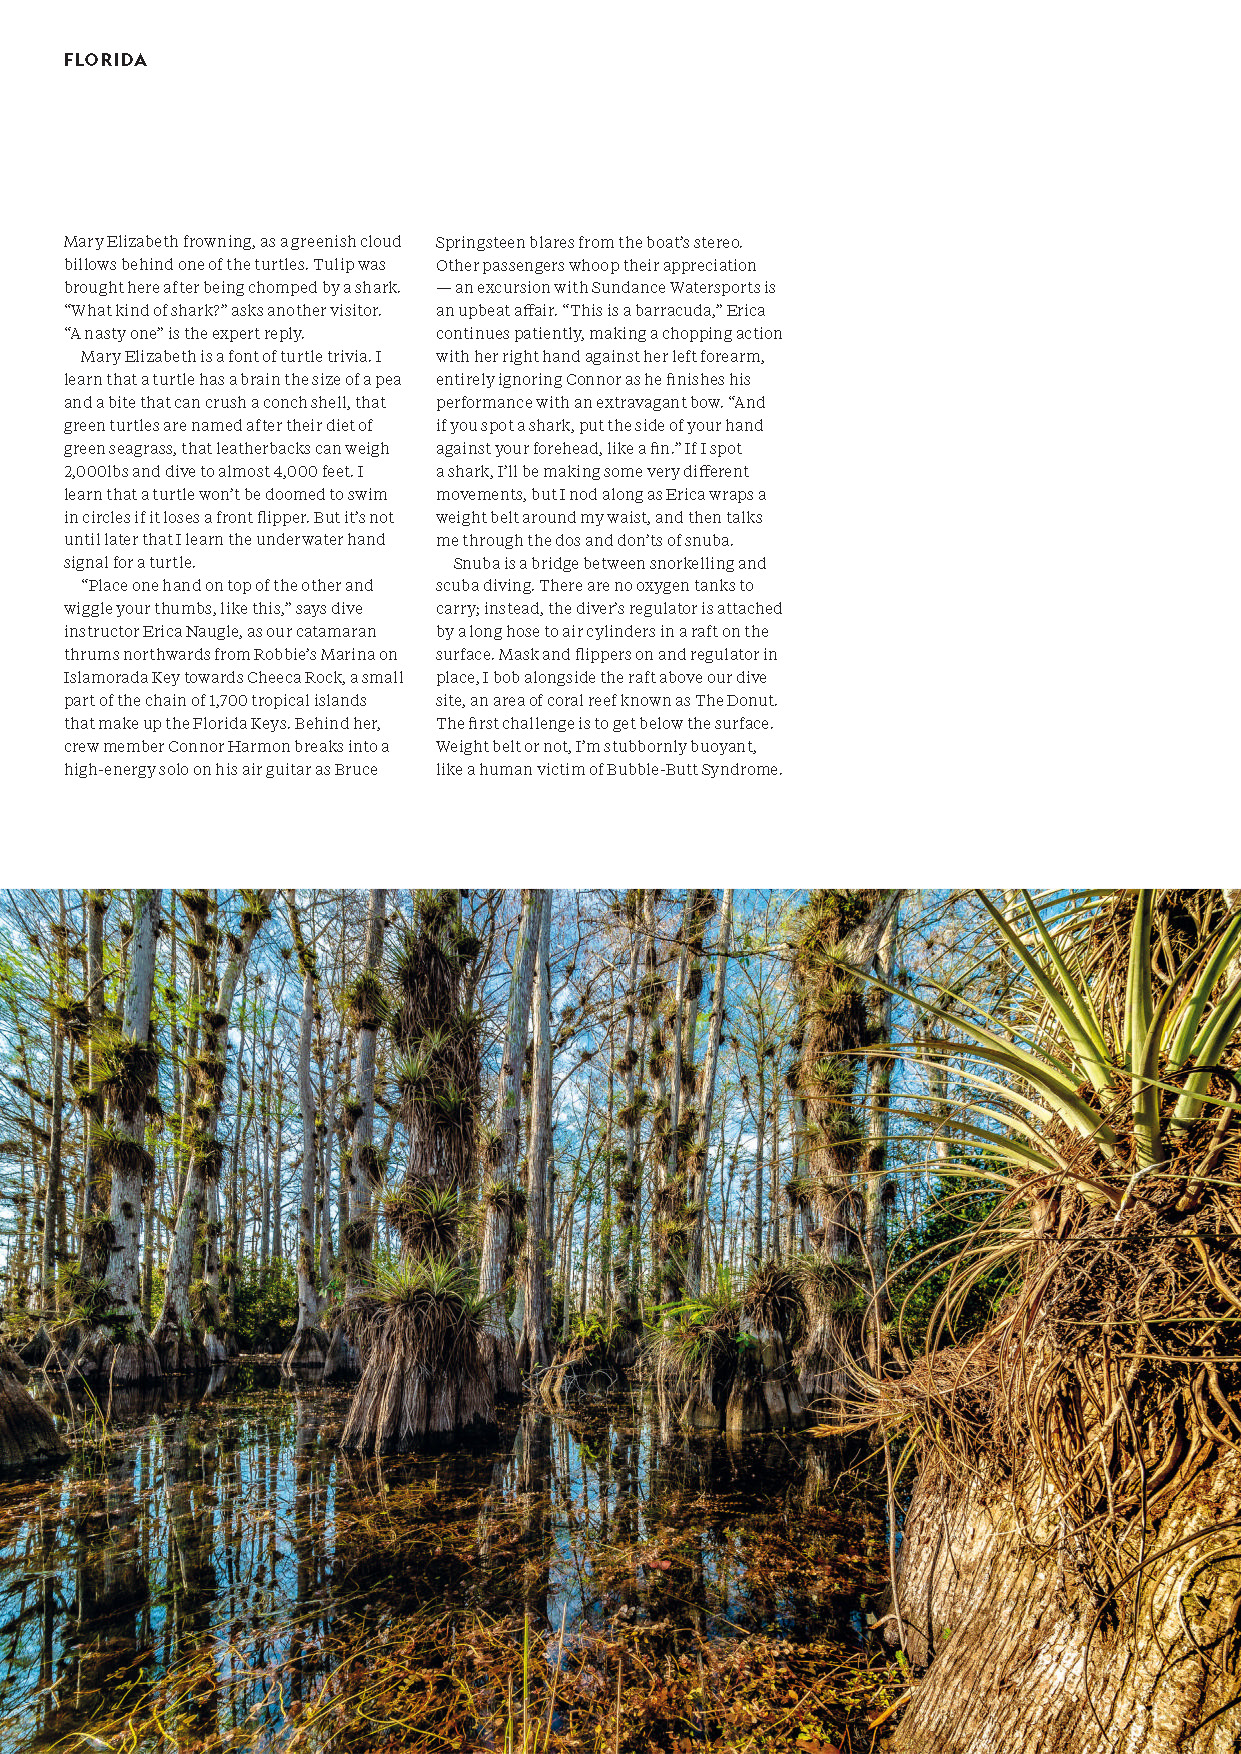 FLORIDA
Mary Elizabeth frowning, as a greenish cloud
billows behind one of the turtles. Tulip was
brought here after being chomped by a shark.
“What kind of shark?” asks another visitor.
“A nasty one” is the expert reply.
Mary Elizabeth is a font of turtle trivia. I
learn that a turtle has a brain the size of a pea
and a bite that can crush a conch shell, that
green turtles are named after their diet of
green seagrass, that leatherbacks can weigh
2,000lbs and dive to almost 4,000 feet. I
learn that a turtle won’t be doomed to swim
in circles if it loses a front flipper. But it’s not
until later that I learn the underwater hand
signal for a turtle.
“Place one hand on top of the other and
wiggle your thumbs, like this,” says dive
instructor Erica Naugle, as our catamaran
thrums northwards from Robbie’s Marina on
Islamorada Key towards Cheeca Rock, a small
part of the chain of 1,700 tropical islands
that make up the Florida Keys. Behind her,
crew member Connor Harmon breaks into a
high-energy solo on his air guitar as Bruce
Springsteen blares from the boat’s stereo.
Other passengers whoop their appreciation
— an excursion with Sundance Watersports is
an upbeat affair. “This is a barracuda,” Erica
continues patiently, making a chopping action
with her right hand against her left forearm,
entirely ignoring Connor as he finishes his
performance with an extravagant bow. “And
if you spot a shark, put the side of your hand
against your forehead, like a fin.” If I spot
a shark, I’ll be making some very different
movements, but I nod along as Erica wraps a
weight belt around my waist, and then talks
me through the dos and don’ts of snuba.
Snuba is a bridge between snorkelling and
scuba diving. There are no oxygen tanks to
carry; instead, the diver’s regulator is attached
by a long hose to air cylinders in a raft on the
surface. Mask and flippers on and regulator in
place, I bob alongside the raft above our dive
site, an area of coral reef known as The Donut.
The first challenge is to get below the surface.
Weight belt or not, I’m stubbornly buoyant,
like a human victim of Bubble-Butt Syndrome.